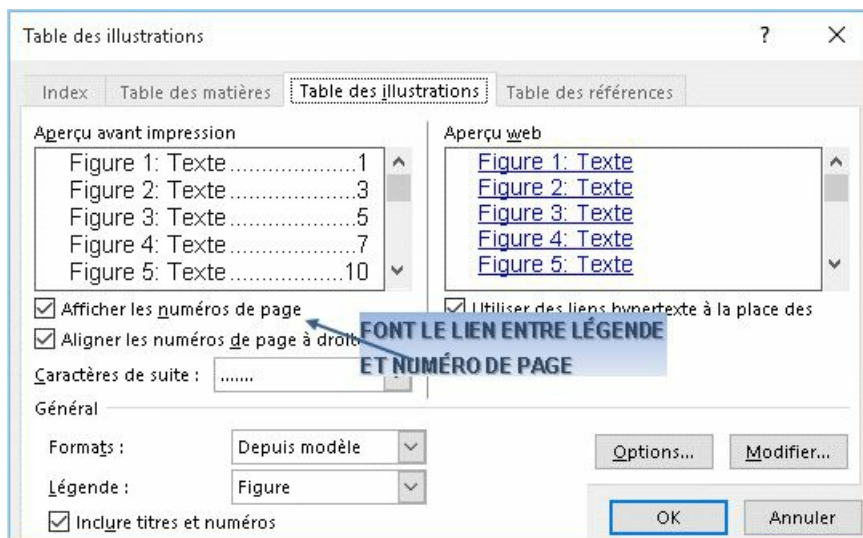 Table des illustrations ?
Index Table des matières Table des illustrations Table des références
Aperçu avant impression
Figure 1: Texte....................1
Figure 2: Texte....................3
Figure 3: Texte....................5
Figure 4: Texte....................7
Figure 5: Texte..................10
Aperçu web
Figure 1: Texte
Figure 2: Texte
Figure 3: Texte
Figure 4: Texte
Figure 5: Texte
Afficher les numéros de page
Utiliser des liens hypertexte à la place des
Aligner les numéros de page à
FONT LE LIEN ENTRE LÉGENDE
ET NUMÉRO DE PAGE
Caractères de suite : .......
Général
Formats : Depuis modèle
Légende : Figure
Inclure titres et numéros
Options... Modifier...
OK Annuler